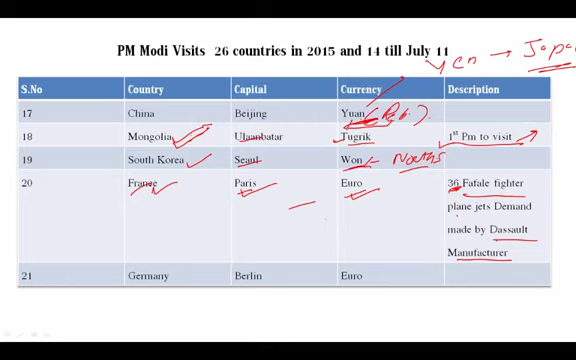 PM Modi Visits 26 countries in 2015 and 14 till July 11
Yen → Japan
S.No Country Capital Currency Description
17 China Beijing Yuan
18 Mongolia Ulaanbatar Tugrik 1st Pm to visit
19 South Korea Seaul Won North
20 France Paris Euro 36 Fafale fighter
plane jets Demand
made by Dassault
Manufacturer
21 Germany Berlin Euro